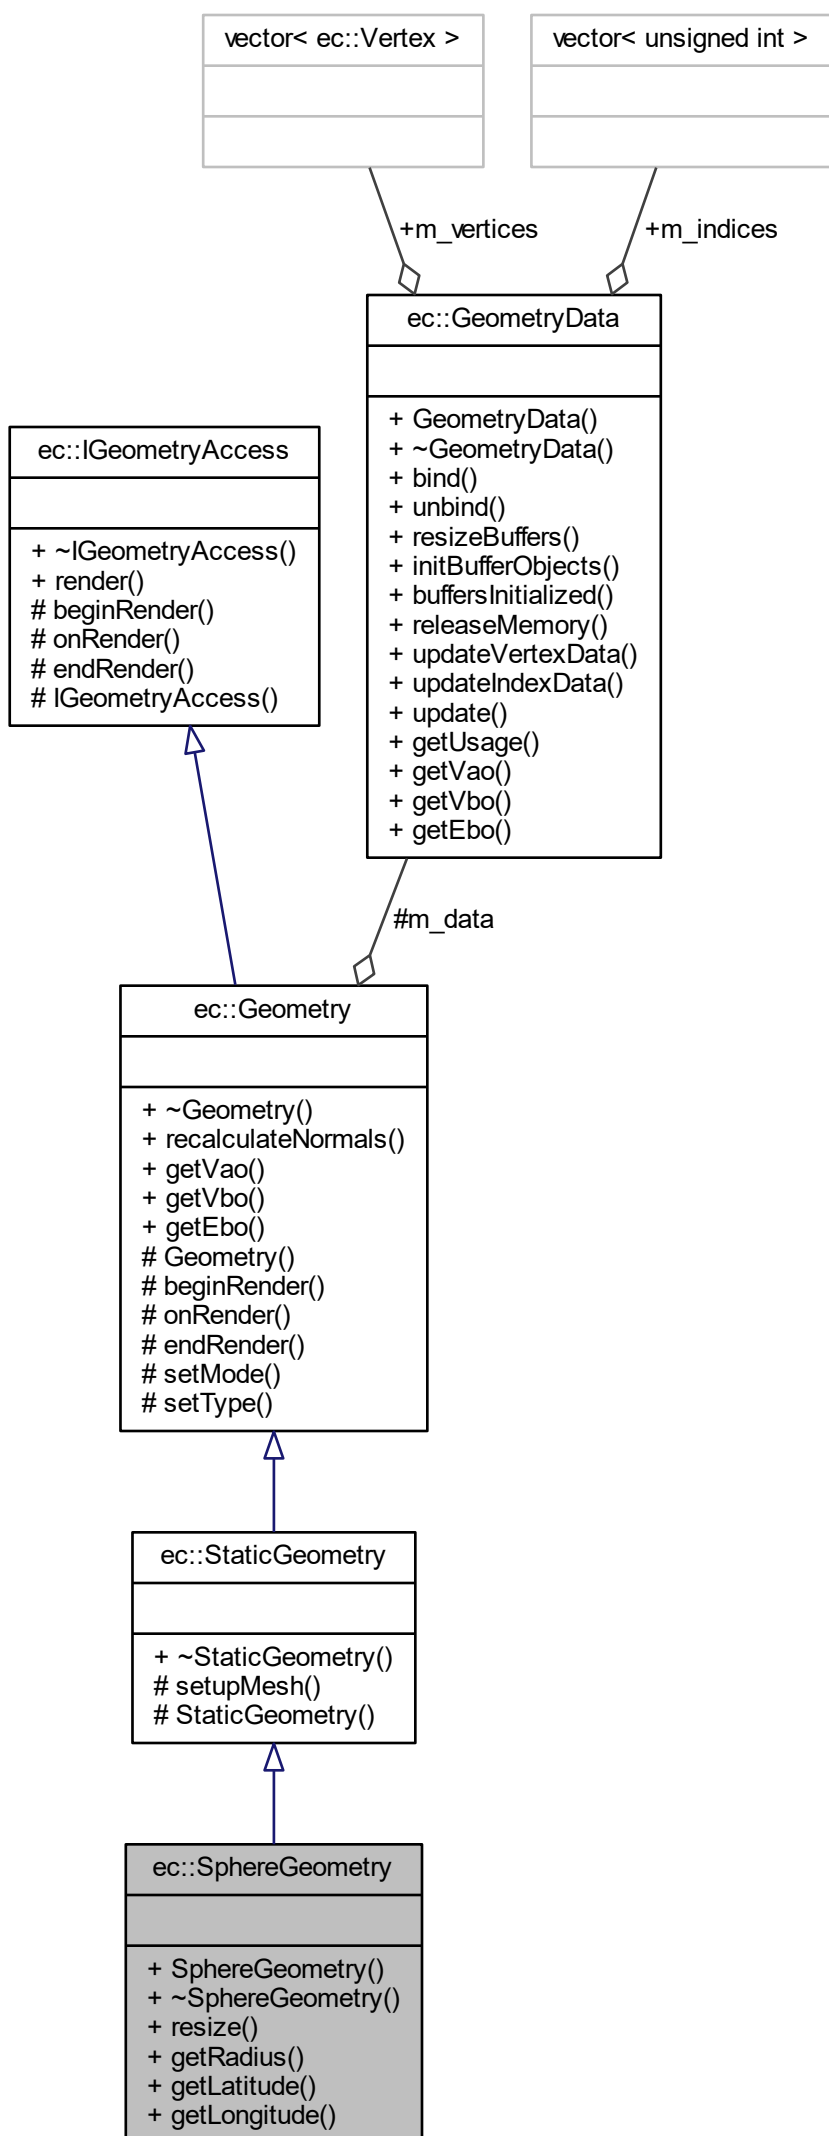 vector< ec::Vertex >
vector< unsigned int >
+m_vertices
+m_indices
ec::GeometryData
+ GeometryData()
+ ~GeometryData()
+ bind()
+ unbind()
+ resizeBuffers()
+ initBufferObjects()
+ buffersInitialized()
+ releaseMemory()
+ updateVertexData()
+ updateIndexData()
+ update()
+ getUsage()
+ getVao()
+ getVbo()
+ getEbo()
ec::IGeometryAccess
+ ~IGeometryAccess()
+ render()
# beginRender()
# onRender()
# endRender()
# IGeometryAccess()
#m_data
ec::Geometry
+ ~Geometry()
+ recalculateNormals()
+ getVao()
+ getVbo()
+ getEbo()
# Geometry()
# beginRender()
# onRender()
# endRender()
# setMode()
# setType()
ec::StaticGeometry
+ ~StaticGeometry()
# setupMesh()
# StaticGeometry()
ec::SphereGeometry
+ SphereGeometry()
+ ~SphereGeometry()
+ resize()
+ getRadius()
+ getLatitude()
+ getLongitude()